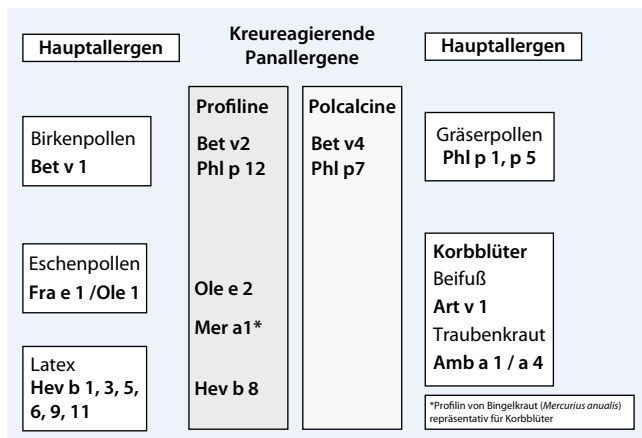 Hauptallergen
Kreureagierende
Panallergene
Hauptallergen
Birkenpollen
Bet v 1
Eschenpollen
Fra e 1 /Ole 1
Latex
Hev b 1, 3, 5,
6, 9, 11
Profiline
Bet v2
Phl p 12
Ole e 2
Mer a1*
Hev b 8
Polcalcine
Bet v4
Phl p7
Gräserpollen
Phl p 1, p 5
Korbblüter
Beifuß
Art v 1
Traubenkraut
Amb a 1 / a 4
*Profilin von Bingelkraut (Mercurius anualis)
repräsentativ für Korbblüter